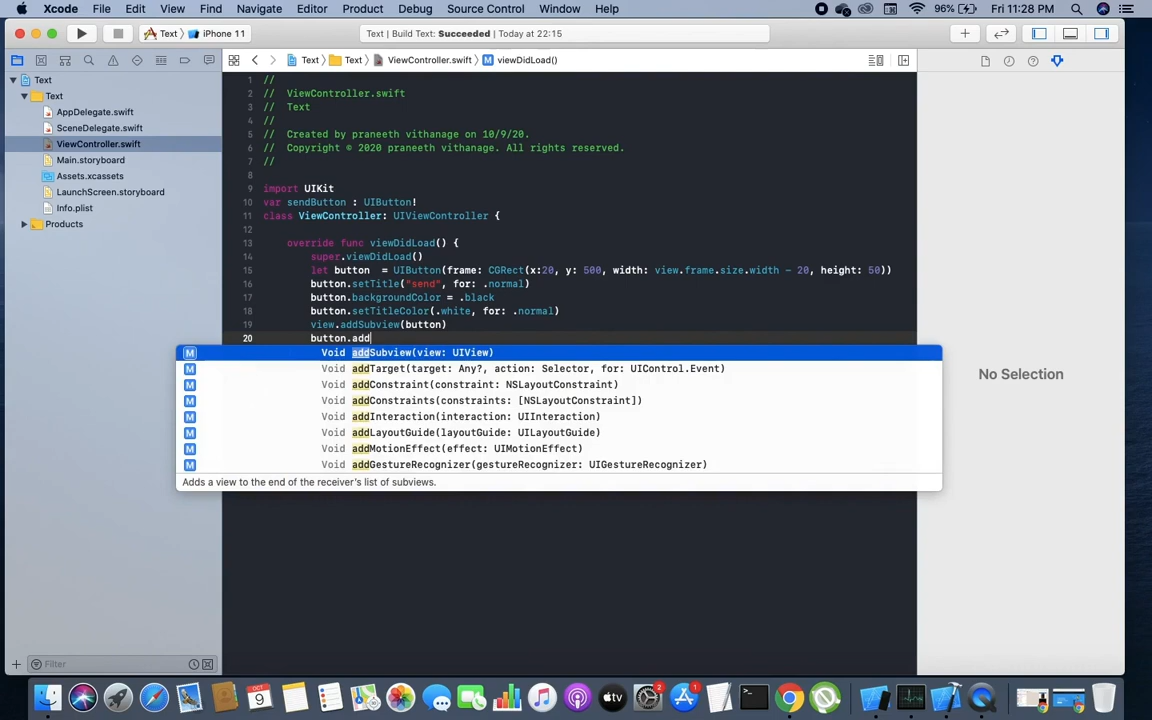 Xcode File Edit View Find Navigate Editor Product Debug Source Control Window Help 96% Fri 11:28 PM
Text iPhone 11 Text | Build Text: Succeeded | Today at 22:15
Text Text Text ViewController.swift viewDidLoad()
Text
AppDelegate.swift
SceneDelegate.swift
ViewController.swift
Main.storyboard
Assets.xcassets
LaunchScreen.storyboard
Info.plist
Products
1 //
2 // ViewController.swift
3 // Text
4 //
5 // Created by praneeth vithanage on 10/9/20.
6 // Copyright © 2020 praneeth vithanage. All rights reserved.
7 //
8
9 import UIKit
10 var sendButton : UIButton!
11 class ViewController: UIViewController {
12
13 override func viewDidLoad() {
14 super.viewDidLoad()
15 let button  = UIButton(frame: CGRect(x:20, y: 500, width: view.frame.size.width - 20, height: 50))
16 button.setTitle("send", for: .normal)
17 button.backgroundColor = .black
18 button.setTitleColor(.white, for: .normal)
19 view.addSubview(button)
20 button.add
M Void addSubview(view: UIView)
M Void addTarget(target: Any?, action: Selector, for: UIControl.Event)
M Void addConstraint(constraint: NSLayoutConstraint)
M Void addConstraints(constraints: [NSLayoutConstraint])
M Void addInteraction(interaction: UIInteraction)
M Void addLayoutGuide(layoutGuide: UILayoutGuide)
M Void addMotionEffect(effect: UIMotionEffect)
M Void addGestureRecognizer(gestureRecognizer: UIGestureRecognizer)
Adds a view to the end of the receiver's list of subviews.
No Selection
Filter
OCT
9
tv
2
1